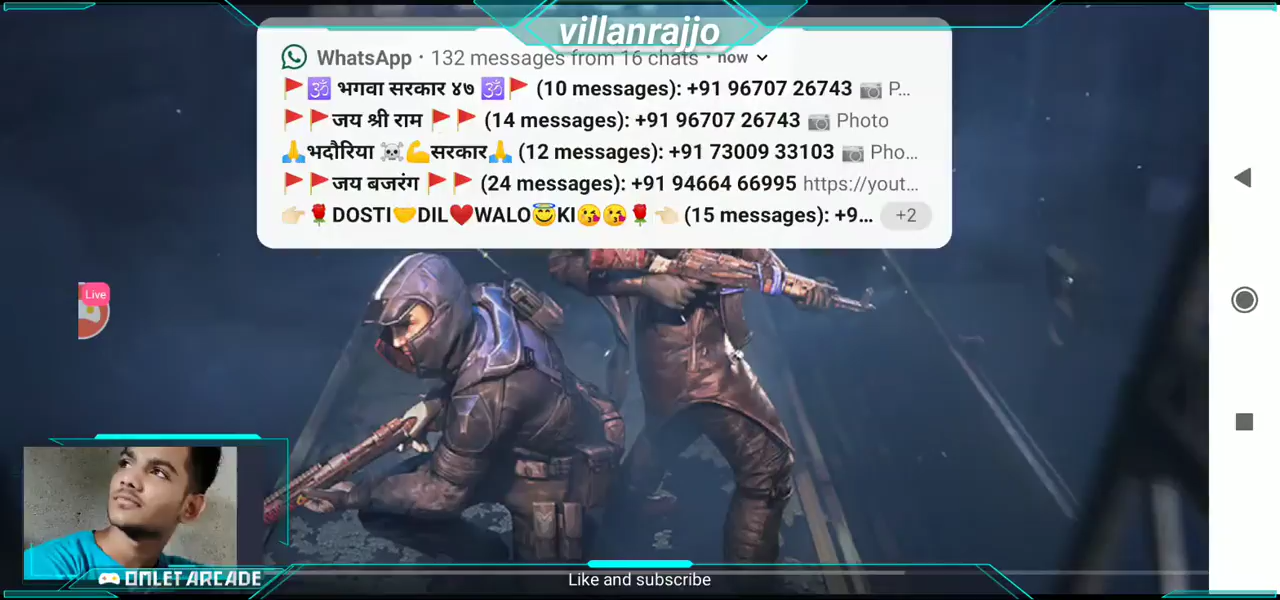 villanrajjo
WhatsApp · 132 messages from 16 chats · now
🚩🕉 भगवा सरकार ४७ 🕉🚩 (10 messages): +91 96707 26743 📷 P...
🚩🚩जय श्री राम 🚩🚩 (14 messages): +91 96707 26743 📷 Photo
🙏भदौरिया ☠️💪सरकार🙏 (12 messages): +91 73009 33103 📷 Pho...
🚩🚩जय बजरंग 🚩🚩 (24 messages): +91 94664 66995 https://yout...
👉🏻🌹DOSTI🤝DIL❤️WALO😇KI😘😘🌹👈🏻 (15 messages): +9... +2
Live
OMLET ARCADE
Like and subscribe